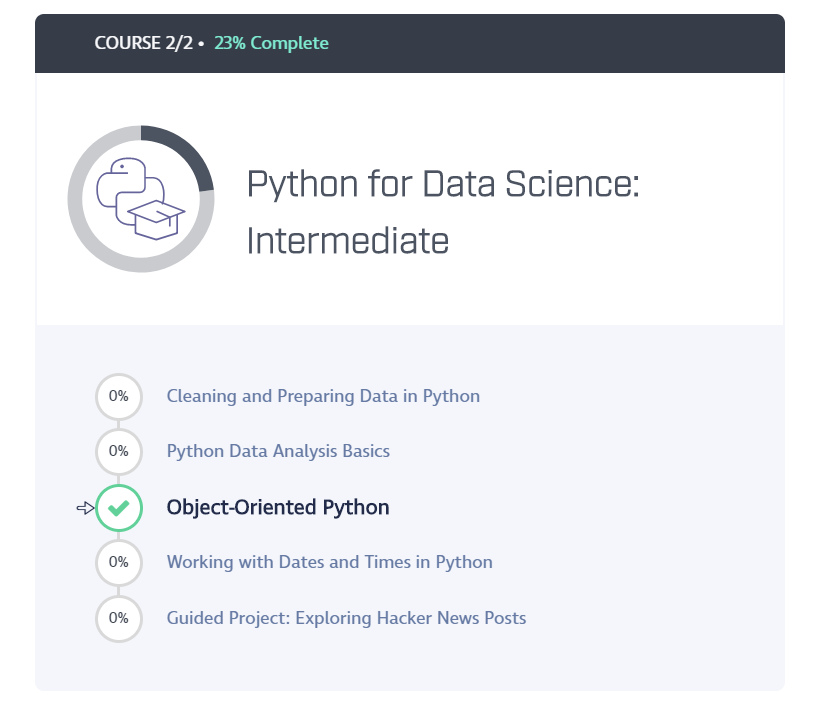 COURSE 2/2 • 23% Complete
Python for Data Science:
Intermediate
0% Cleaning and Preparing Data in Python
0% Python Data Analysis Basics
Object-Oriented Python
0% Working with Dates and Times in Python
0% Guided Project: Exploring Hacker News Posts